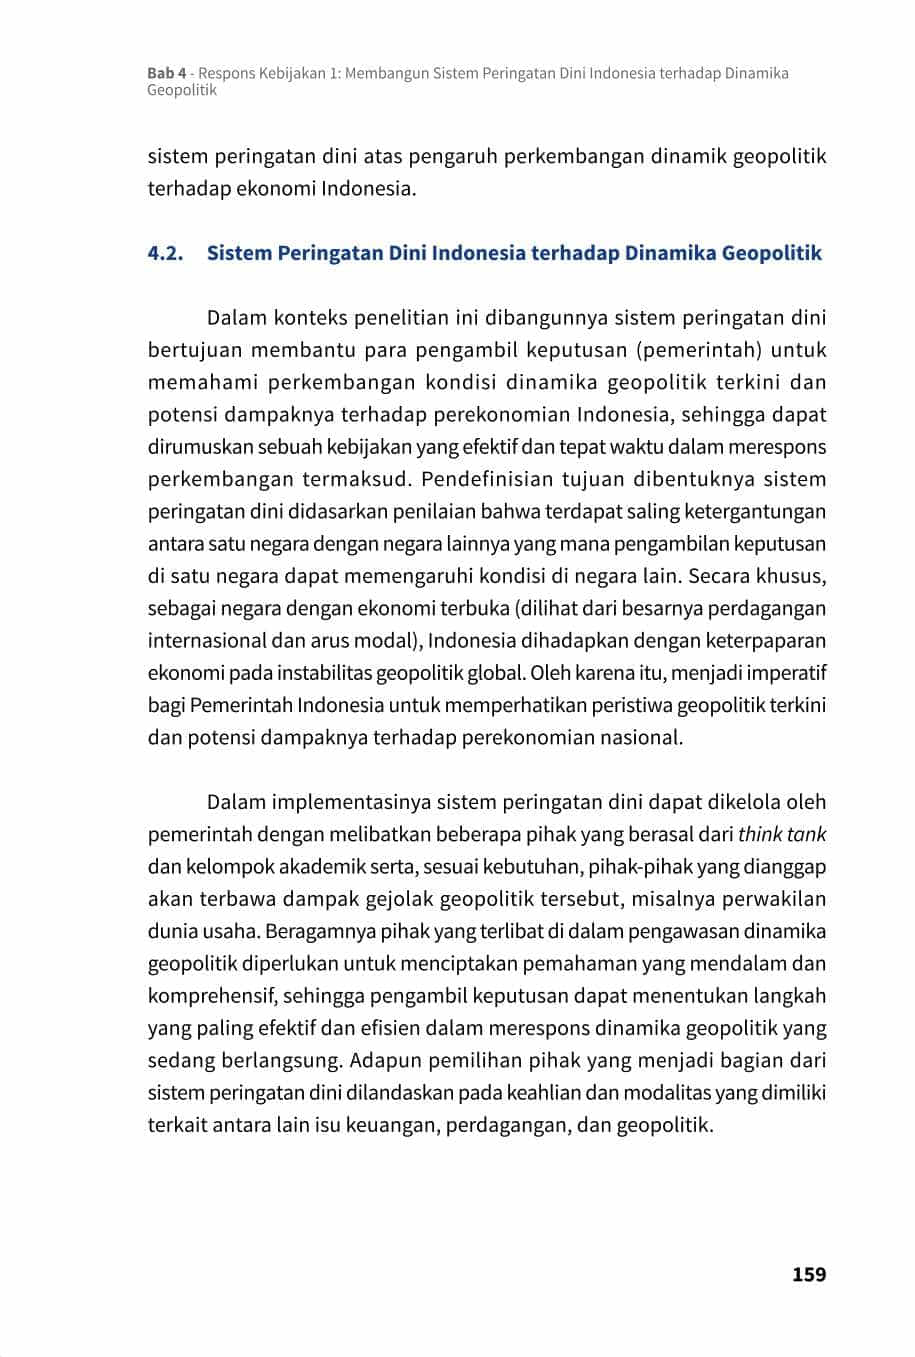 Bab 4 - Respons Kebijakan 1: Membangun Sistem Peringatan Dini Indonesia terhadap Dinamika
Geopolitik
sistem peringatan dini atas pengaruh perkembangan dinamik geopolitik
terhadap ekonomi Indonesia.
4.2. Sistem Peringatan Dini Indonesia terhadap Dinamika Geopolitik
Dalam konteks penelitian ini dibangunnya sistem peringatan dini
bertujuan membantu para pengambil keputusan (pemerintah) untuk
memahami perkembangan kondisi dinamika geopolitik terkini dan
potensi dampaknya terhadap perekonomian Indonesia, sehingga dapat
dirumuskan sebuah kebijakan yang efektif dan tepat waktu dalam merespons
perkembangan termaksud. Pendefinisian tujuan dibentuknya sistem
peringatan dini didasarkan penilaian bahwa terdapat saling ketergantungan
antara satu negara dengan negara lainnya yang mana pengambilan keputusan
di satu negara dapat memengaruhi kondisi di negara lain. Secara khusus,
sebagai negara dengan ekonomi terbuka (dilihat dari besarnya perdagangan
internasional dan arus modal), Indonesia dihadapkan dengan keterpaparan
ekonomi pada instabilitas geopolitik global. Oleh karena itu, menjadi imperatif
bagi Pemerintah Indonesia untuk memperhatikan peristiwa geopolitik terkini
dan potensi dampaknya terhadap perekonomian nasional.
Dalam implementasinya sistem peringatan dini dapat dikelola oleh
pemerintah dengan melibatkan beberapa pihak yang berasal dari think tank
dan kelompok akademik serta, sesuai kebutuhan, pihak-pihak yang dianggap
akan terbawa dampak gejolak geopolitik tersebut, misalnya perwakilan
dunia usaha. Beragamnya pihak yang terlibat di dalam pengawasan dinamika
geopolitik diperlukan untuk menciptakan pemahaman yang mendalam dan
komprehensif, sehingga pengambil keputusan dapat menentukan langkah
yang paling efektif dan efisien dalam merespons dinamika geopolitik yang
sedang berlangsung. Adapun pemilihan pihak yang menjadi bagian dari
sistem peringatan dini dilandaskan pada keahlian dan modalitas yang dimiliki
terkait antara lain isu keuangan, perdagangan, dan geopolitik.
159